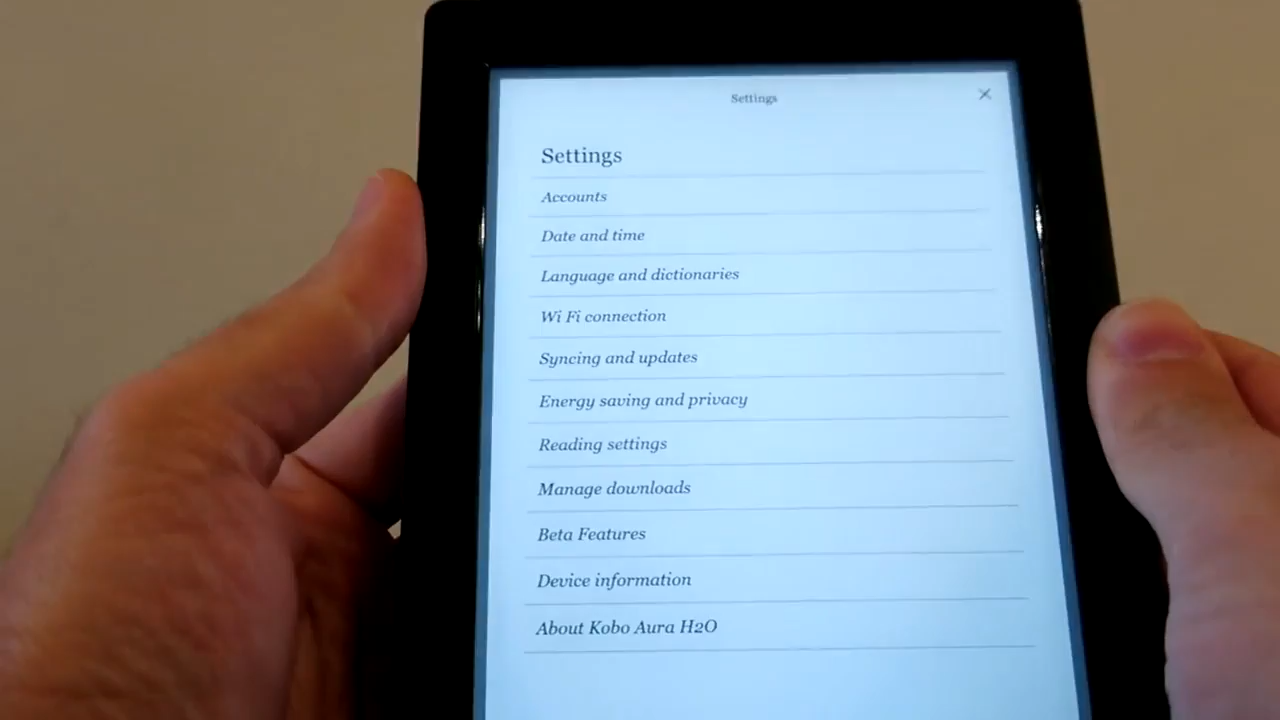 Settings
Settings
Accounts
Date and time
Language and dictionaries
Wi Fi connection
Syncing and updates
Energy saving and privacy
Reading settings
Manage downloads
Beta Features
Device information
About Kobo Aura H2O